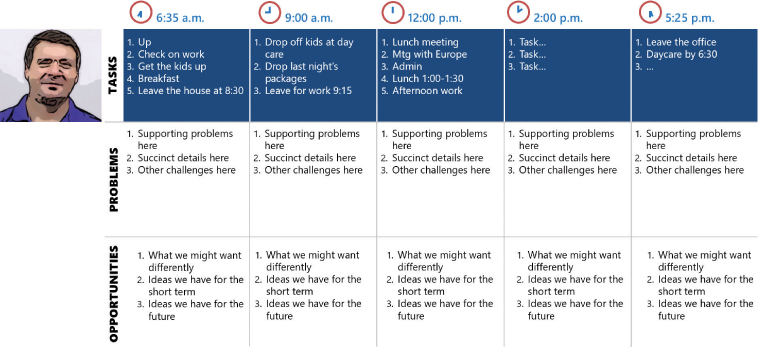 6:35 a.m.
9:00 a.m.
12:00 p.m.
2:00 p.m.
5:25 p.m.
TASKS
1. Up
2. Check on work
3. Get the kids up
4. Breakfast
5. Leave the house at 8:30
1. Drop off kids at day
care
2. Drop last night's
packages
3. Leave for work 9:15
1. Lunch meeting
2. Mtg with Europe
3. Admin
4. Lunch 1:00-1:30
5. Afternoon work
1. Task...
2. Task...
3. Task...
1. Leave the office
2. Daycare by 6:30
3. ...
PROBLEMS
1. Supporting problems
here
2. Succinct details here
3. Other challenges here
1. Supporting problems
here
2. Succinct details here
3. Other challenges here
1. Supporting problems
here
2. Succinct details here
3. Other challenges here
1. Supporting problems
here
2. Succinct details here
3. Other challenges here
1. Supporting problems
here
2. Succinct details here
3. Other challenges here
OPPORTUNITIES
1. What we might want
differently
2. Ideas we have for the
short term
3. Ideas we have for the
future
1. What we might want
differently
2. Ideas we have for the
short term
3. Ideas we have for the
future
1. What we might want
differently
2. Ideas we have for the
short term
3. Ideas we have for the
future
1. What we might want
differently
2. Ideas we have for the
short term
3. Ideas we have for the
future
1. What we might want
differently
2. Ideas we have for the
short term
3. Ideas we have for the
future